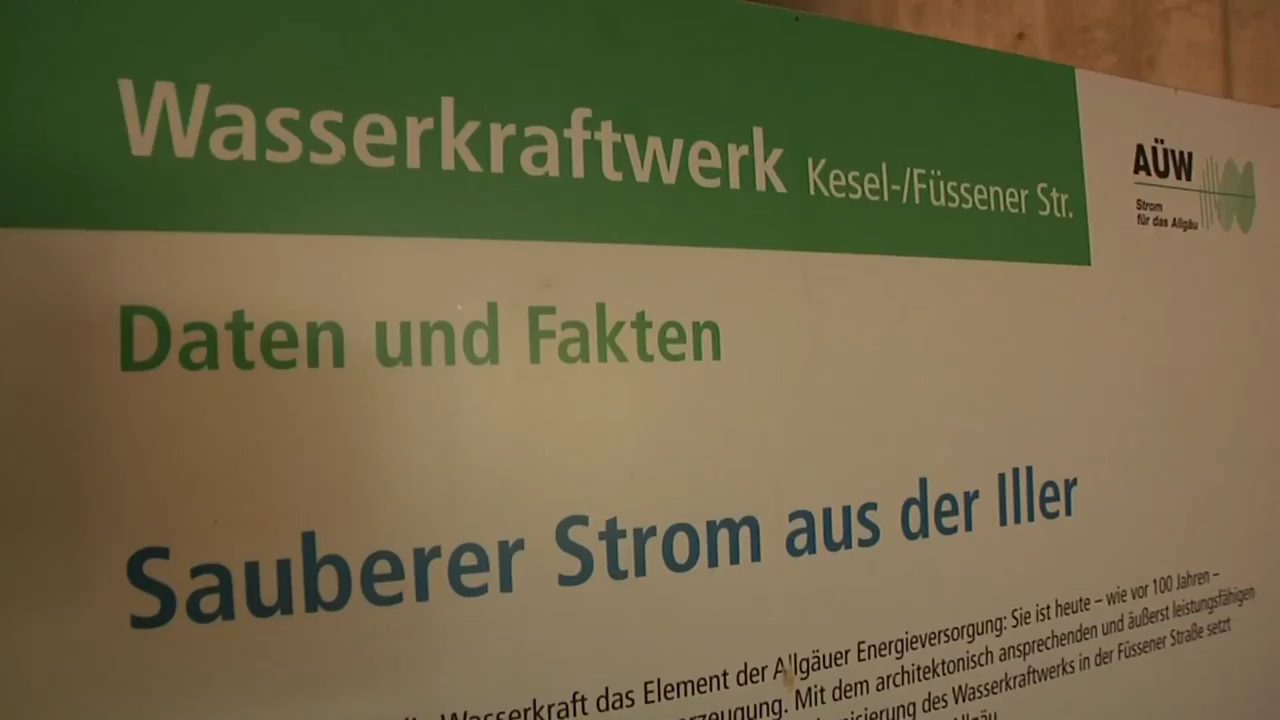 Wasserkraftwerk Kesel-/Füssener Str.
AÜW
Strom
für das Allgäu
Daten und Fakten
Sauberer Strom aus der Iller
Wasserkraft das Element der Allgäuer Energieversorgung: Sie ist heute – wie vor 100 Jahren –
Mit dem architektonisch ansprechenden und äußerst leistungsfähigen
des Wasserkraftwerks in der Füssener Straße setzt